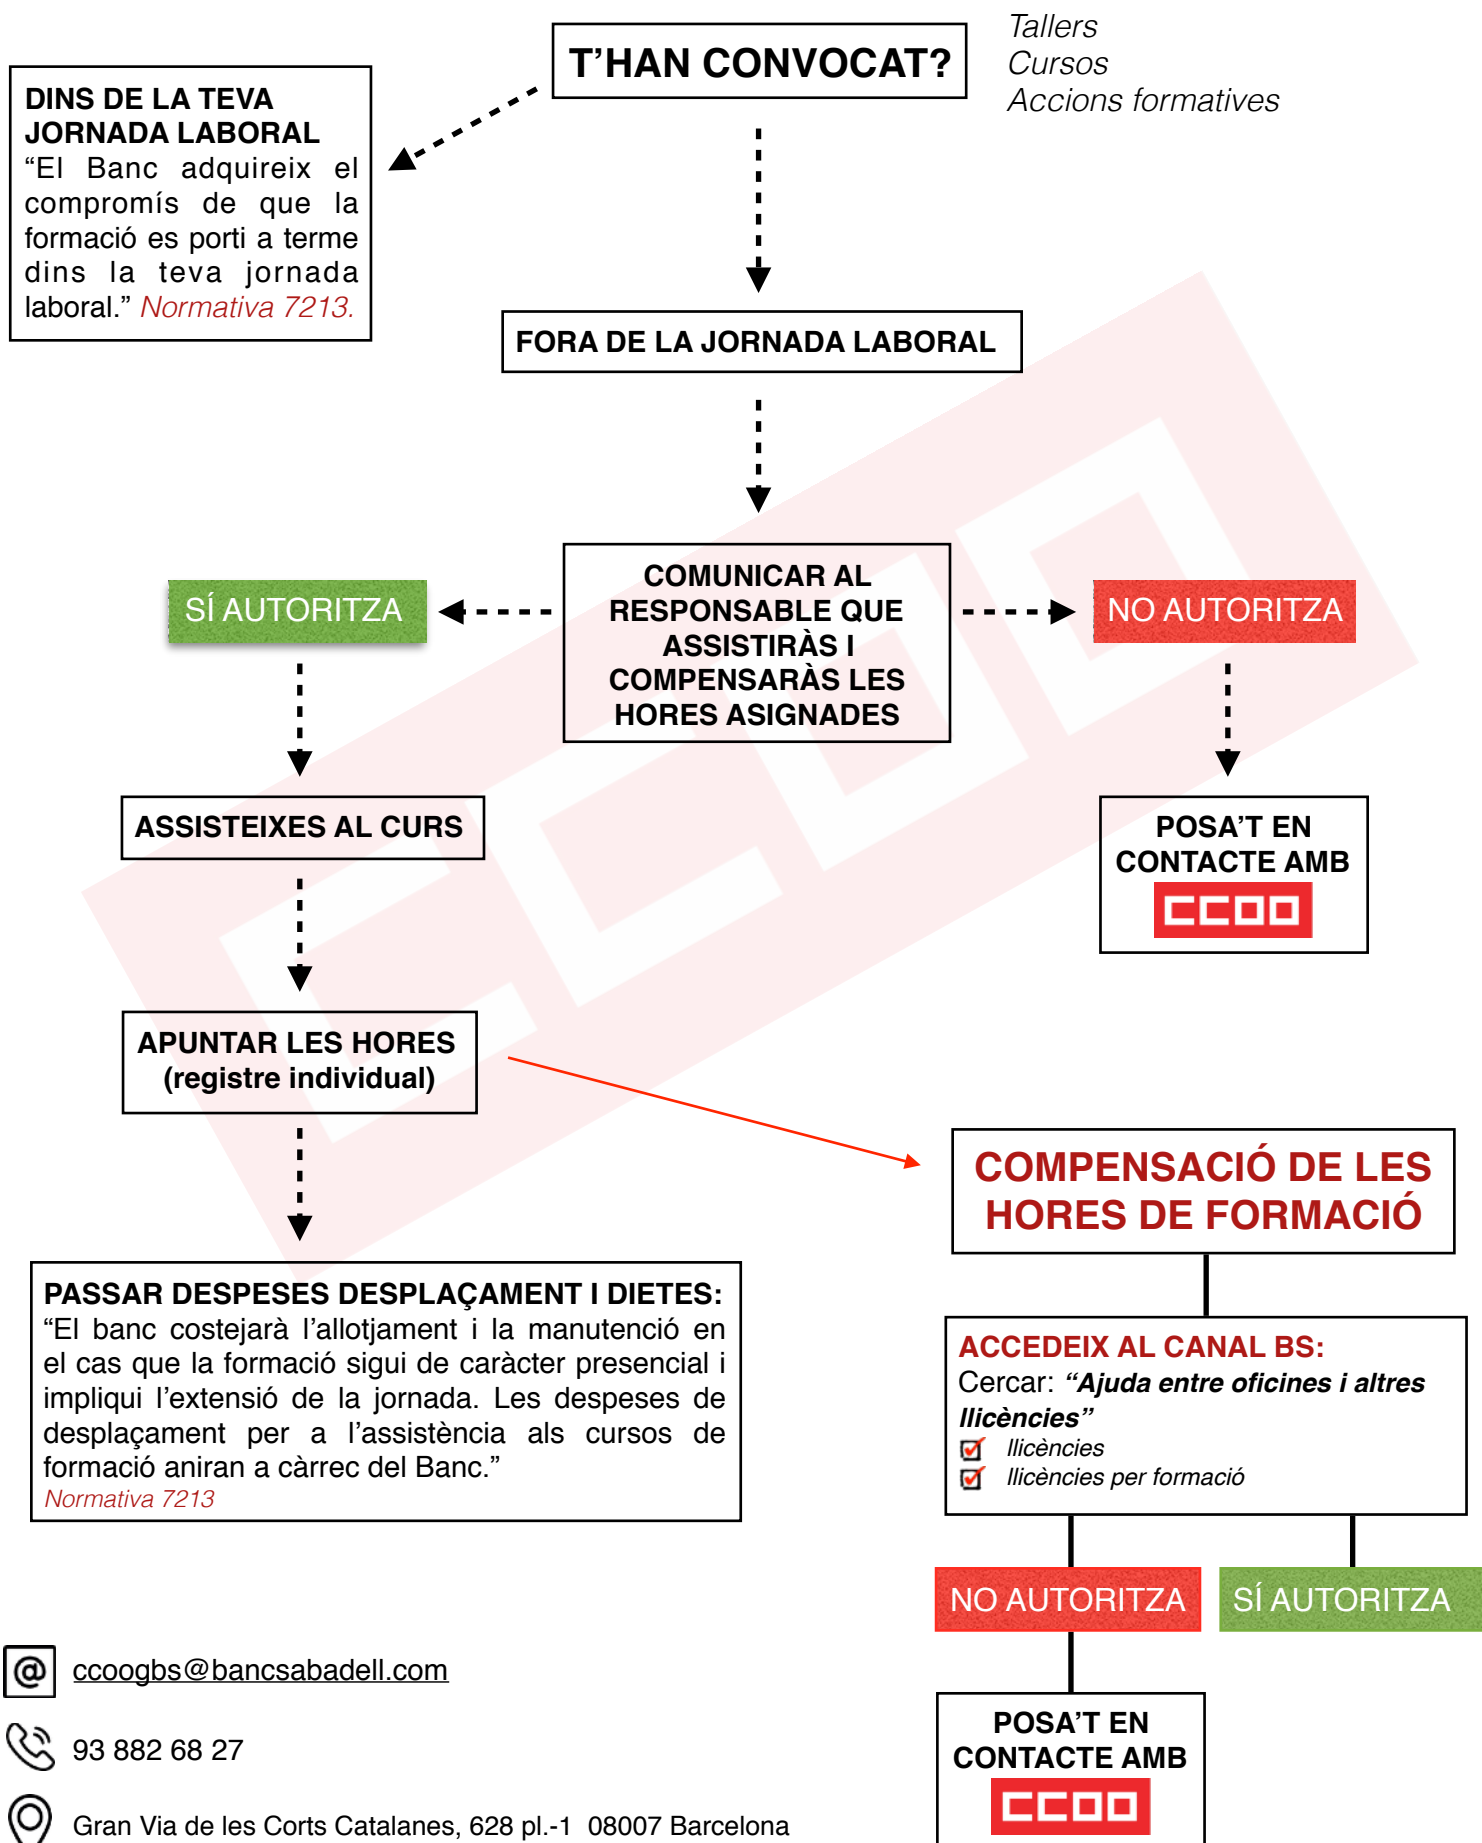 T’HAN CONVOCAT?
Tallers
Cursos
Accions formatives
DINS DE LA TEVA
JORNADA LABORAL
“El Banc adquireix el
compromís de que la
formació es porti a terme
dins la teva jornada
laboral.” Normativa 7213.
FORA DE LA JORNADA LABORAL
COMUNICAR AL
RESPONSABLE QUE
ASSISTIRÀS I
COMPENSARÀS LES
HORES ASIGNADES
SÍ AUTORITZA
NO AUTORITZA
ASSISTEIXES AL CURS
POSA’T EN
CONTACTE AMB
CCOO
APUNTAR LES HORES
(registre individual)
COMPENSACIÓ DE LES
HORES DE FORMACIÓ
PASSAR DESPESES DESPLAÇAMENT I DIETES:
“El banc costejarà l’allotjament i la manutenció en
el cas que la formació sigui de caràcter presencial i
impliqui l’extensió de la jornada. Les despeses de
desplaçament per a l’assistència als cursos de
formació aniran a càrrec del Banc.”
Normativa 7213
ACCEDEIX AL CANAL BS:
Cercar: “Ajuda entre oficines i altres
llicències”
llicències
llicències per formació
NO AUTORITZA
SÍ AUTORITZA
POSA’T EN
CONTACTE AMB
CCOO
@ ccoogbs@bancsabadell.com
93 882 68 27
Gran Via de les Corts Catalanes, 628 pl.-1 08007 Barcelona
CCOO